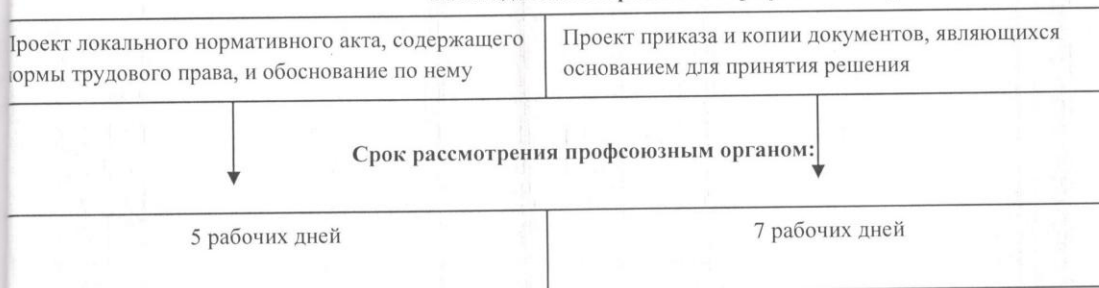 Проект локального нормативного акта, содержащего
нормы трудового права, и обоснование по нему
Проект приказа и копии документов, являющихся
основанием для принятия решения
Срок рассмотрения профсоюзным органом:
5 рабочих дней
7 рабочих дней